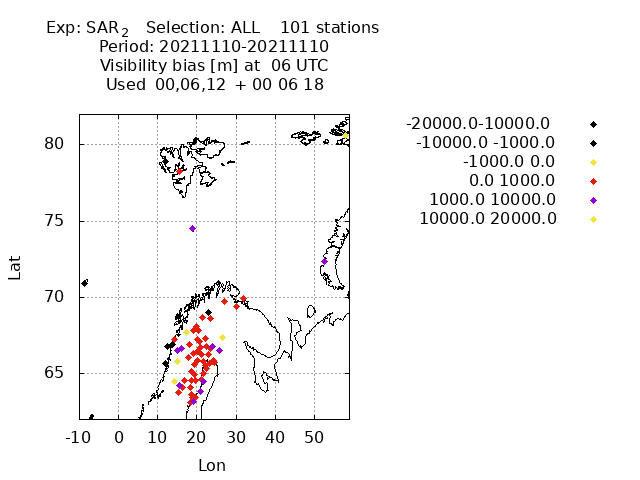 Exp: SAR2   Selection: ALL    101 stations
Period: 20211110-20211110
Visibility bias [m] at  06 UTC
Used  00,06,12  + 00 06 18
-20000.0-10000.0
-10000.0 -1000.0
-1000.0 0.0
0.0 1000.0
1000.0 10000.0
10000.0 20000.0
80
75
70
65
Lat
-10 0 10 20 30 40 50
Lon